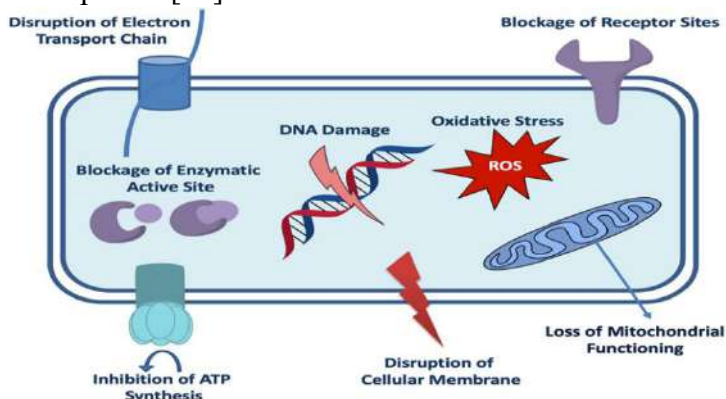 Disruption of Electron
Transport Chain
Blockage of Receptor Sites
DNA Damage
Oxidative Stress
ROS
Blockage of Enzymatic
Active Site
Loss of Mitochondrial
Functioning
Disruption of
Cellular Membrane
Inhibition of ATP
Synthesis